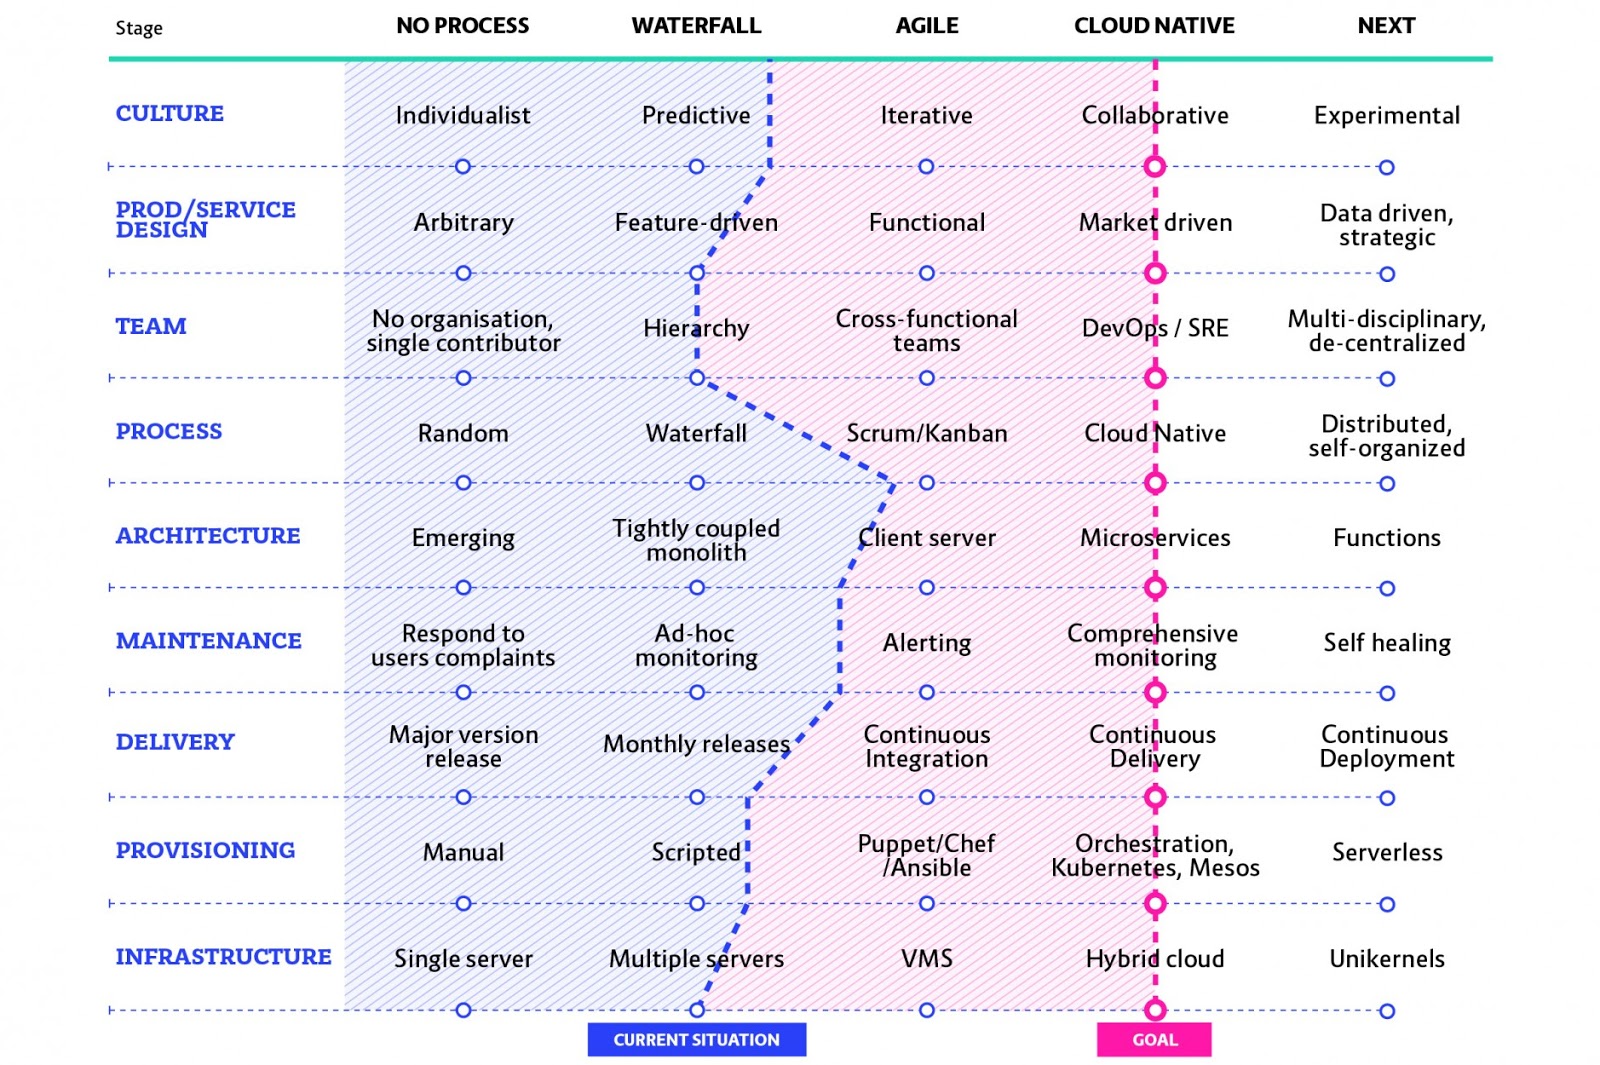 Stage NO PROCESS WATERFALL AGILE CLOUD NATIVE NEXT
CULTURE Individualist Predictive Iterative Collaborative Experimental
PROD/SERVICE
DESIGN
Arbitrary Feature-driven Functional Market driven
Data driven,
strategic
TEAM
No organisation,
single contributor
Hierarchy
Cross-functional
teams
DevOps / SRE
Multi-disciplinary,
de-centralized
PROCESS Random Waterfall Scrum/Kanban Cloud Native
Distributed,
self-organized
ARCHITECTURE Emerging
Tightly coupled
monolith
Client server Microservices Functions
MAINTENANCE
Respond to
users complaints
Ad-hoc
monitoring
Alerting
Comprehensive
monitoring
Self healing
DELIVERY
Major version
release
Monthly releases
Continuous
Integration
Continuous
Delivery
Continuous
Deployment
PROVISIONING Manual Scripted
Puppet/Chef
/Ansible
Orchestration,
Kubernetes, Mesos
Serverless
INFRASTRUCTURE Single server Multiple servers VMS Hybrid cloud Unikernels
CURRENT SITUATION GOAL